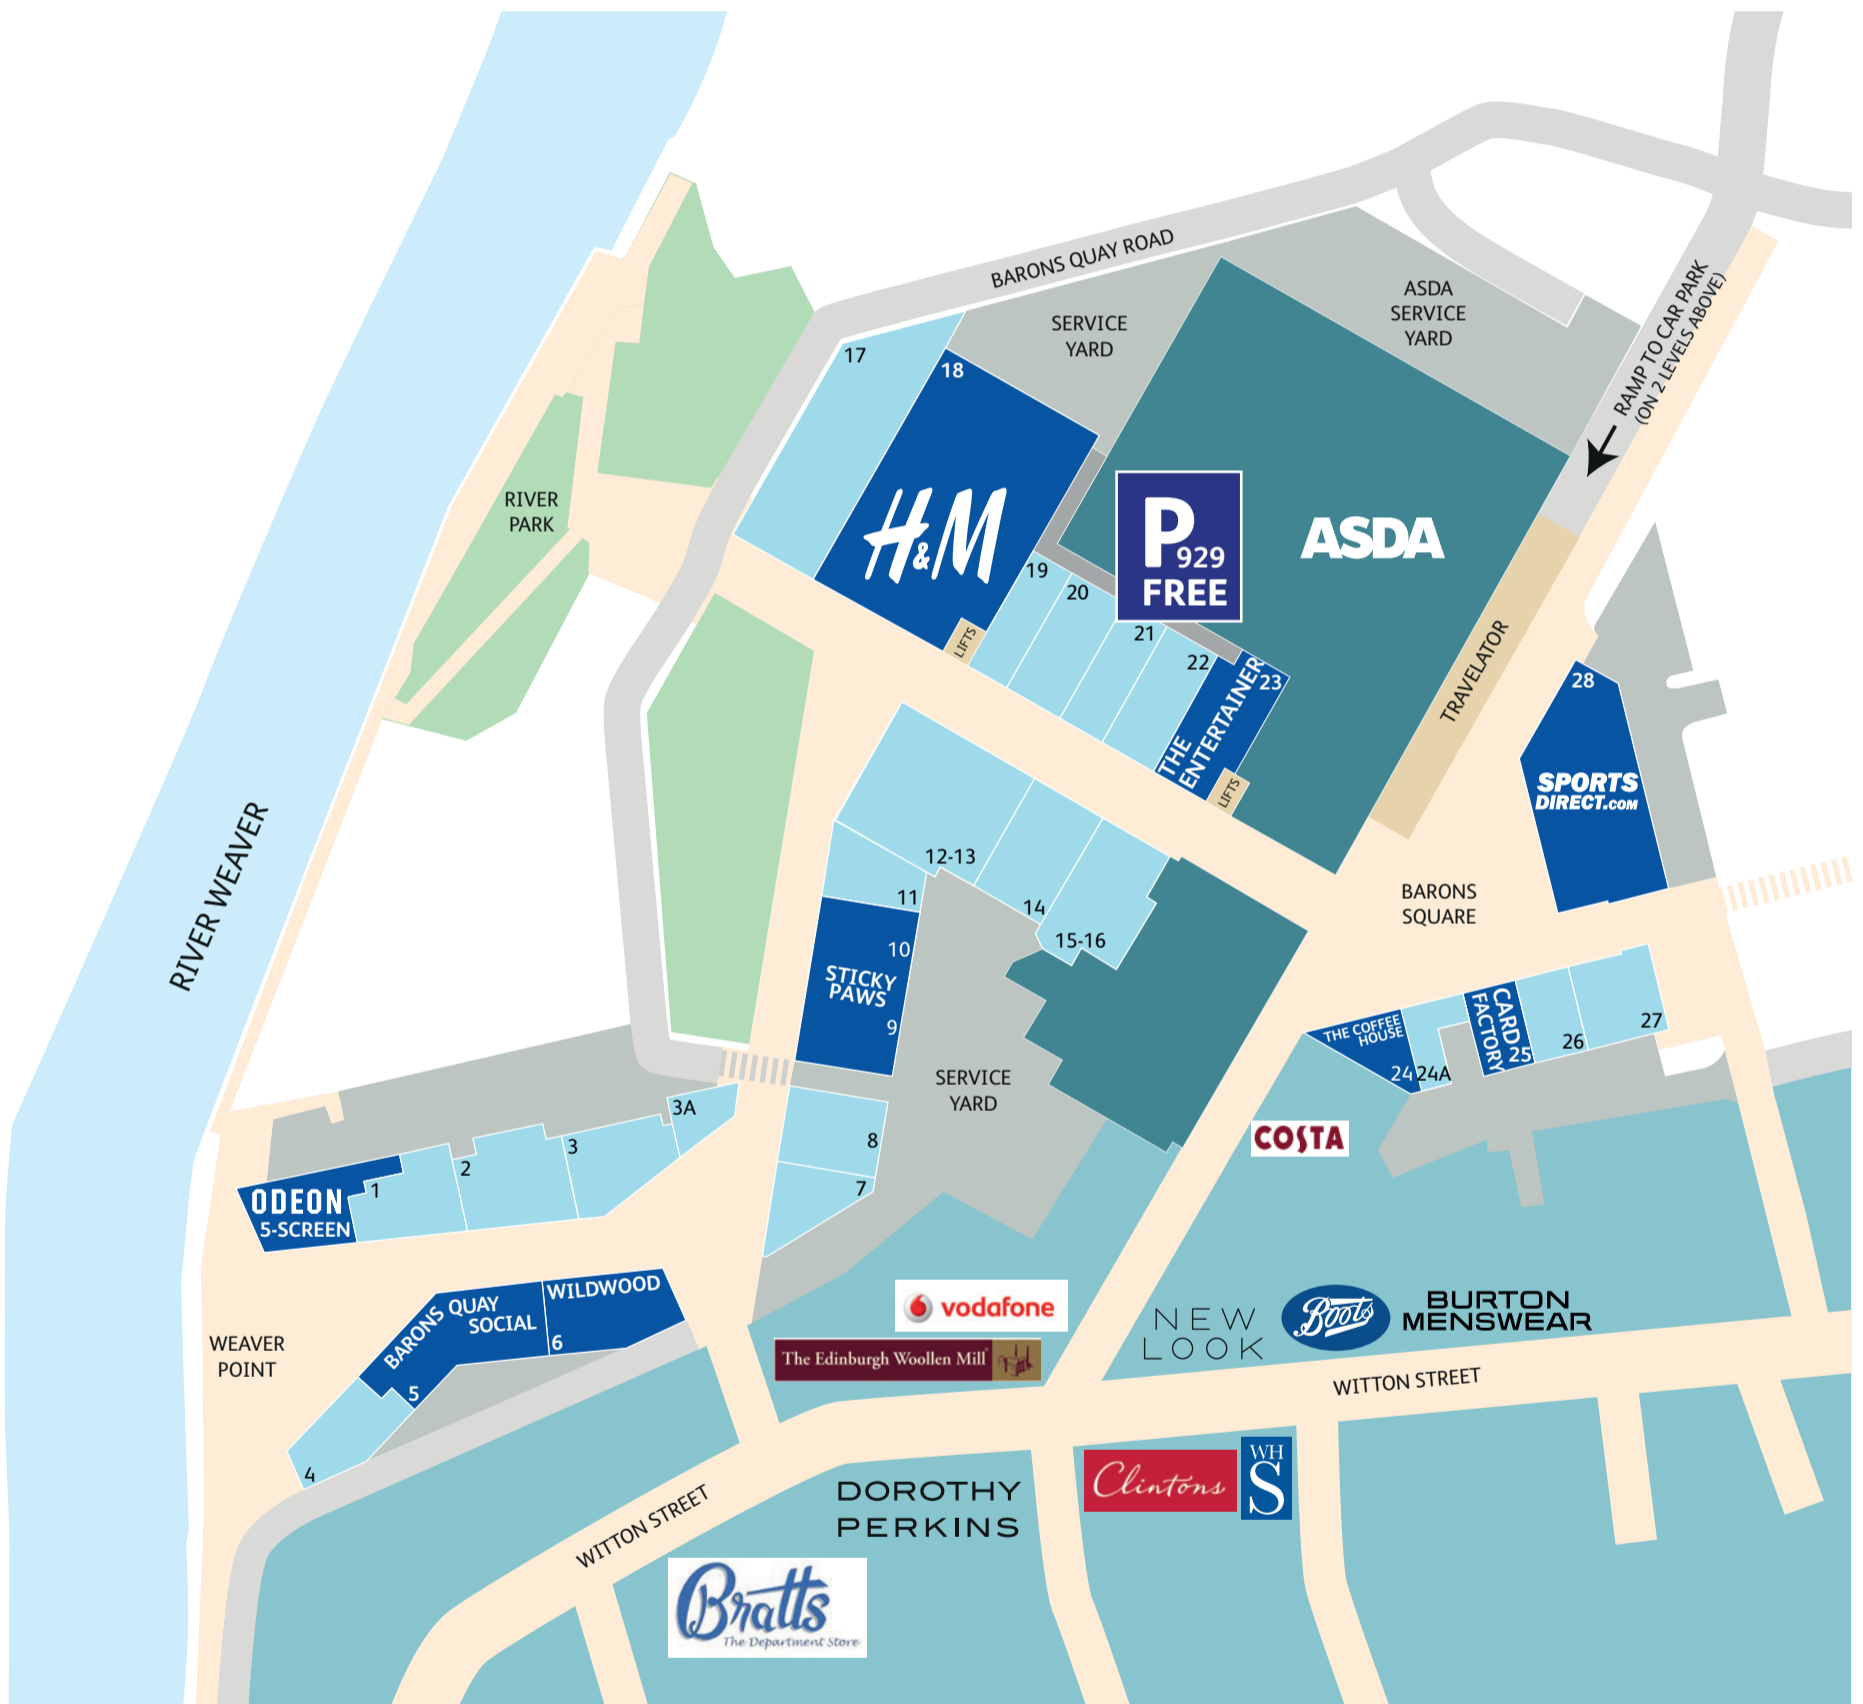 BARONS QUAY ROAD
SERVICE
YARD
ASDA
SERVICE
YARD
RAMP TO CAR PARK
(ON 2 LEVELS ABOVE)
17
18
H&M
P
929
FREE
ASDA
RIVER
PARK
LIFTS
19
20
21
22
THE
ENTERTAINER
23
LIFTS
TRAVELATOR
28
SPORTS
DIRECT.COM
RIVER WEAVER
12-13
11
14
15-16
BARONS
SQUARE
10
STICKY
PAWS
9
SERVICE
YARD
THE COFFEE
HOUSE
24
24A
CARD
FACTORY
25
26
27
3A
3
2
1
ODEON
5-SCREEN
8
7
COSTA
BARONS QUAY
SOCIAL
5
WILDWOOD
6
4
WEAVER
POINT
vodafone
The Edinburgh Woollen Mill
NEW
LOOK
Boots
BURTON
MENSWEAR
WITTON STREET
Clintons
WH
S
DOROTHY
PERKINS
WITTON STREET
Bratts
The Department Store